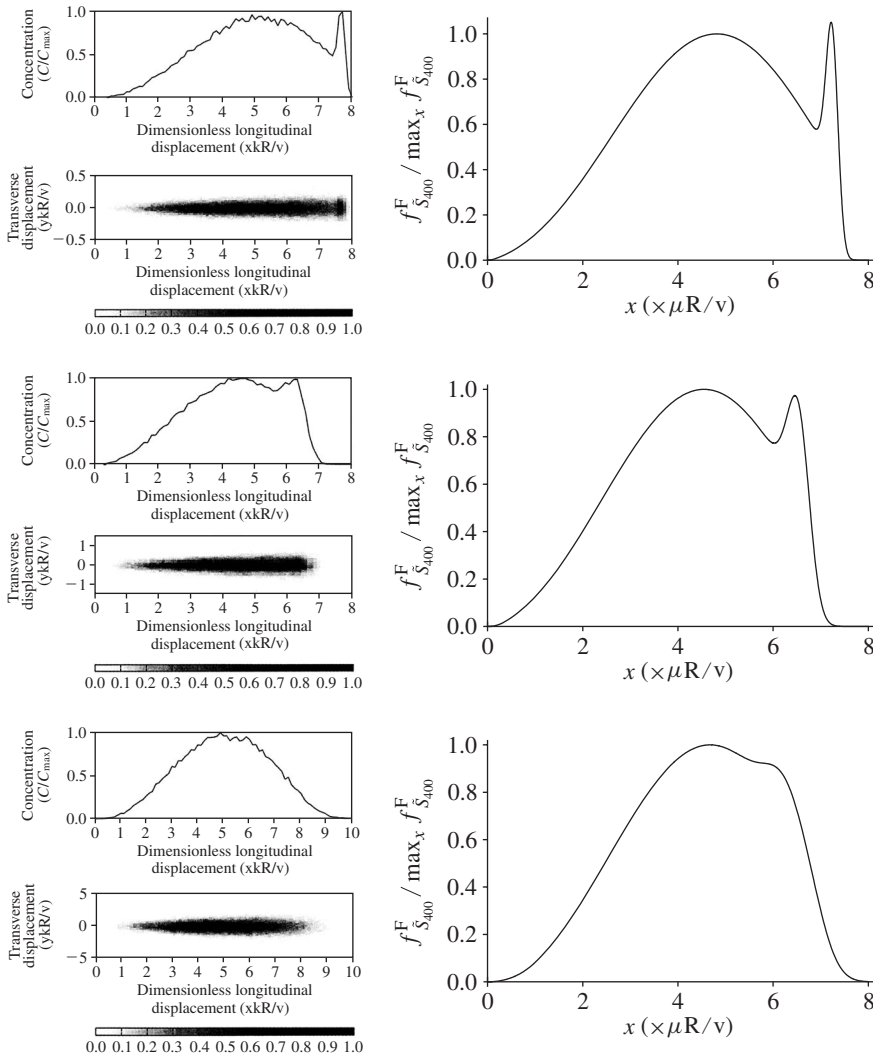 Concentration
(C/Cmax)
1.0
0.5
0.0
0 1 2 3 4 5 6 7 8
Dimensionless longitudinal
displacement (xkR/v)
Transverse
displacement
(ykR/v)
0.5
0.0
−0.5
0 1 2 3 4 5 6 7 8
Dimensionless longitudinal
displacement (xkR/v)
0.0 0.1 0.2 0.3 0.4 0.5 0.6 0.7 0.8 0.9 1.0
f^F_S̃400 / max_x f^F_S̃400
1.0
0.8
0.6
0.4
0.2
0.0
0 2 4 6 8
x (×μR/v)
Concentration
(C/Cmax)
1.0
0.5
0.0
0 1 2 3 4 5 6 7 8
Dimensionless longitudinal
displacement (xkR/v)
Transverse
displacement
(ykR/v)
1
0
−1
0 1 2 3 4 5 6 7 8
Dimensionless longitudinal
displacement (xkR/v)
0.0 0.1 0.2 0.3 0.4 0.5 0.6 0.7 0.8 0.9 1.0
f^F_S̃400 / max_x f^F_S̃400
1.0
0.8
0.6
0.4
0.2
0.0
0 2 4 6 8
x (×μR/v)
Concentration
(C/Cmax)
1.0
0.5
0.0
0 1 2 3 4 5 6 7 8 9 10
Dimensionless longitudinal
displacement (xkR/v)
Transverse
displacement
(ykR/v)
5
0
−5
0 1 2 3 4 5 6 7 8 9 10
Dimensionless longitudinal
displacement (xkR/v)
0.0 0.1 0.2 0.3 0.4 0.5 0.6 0.7 0.8 0.9 1.0
f^F_S̃400 / max_x f^F_S̃400
1.0
0.8
0.6
0.4
0.2
0.0
0 2 4 6 8
x (×μR/v)